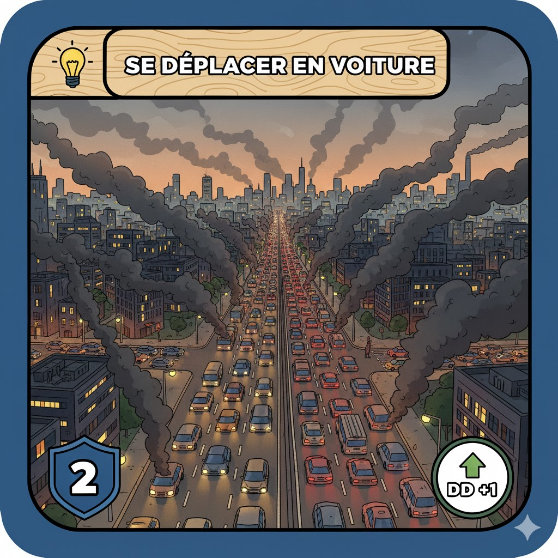 SE DÉPLACER EN VOITURE
2
DD +1